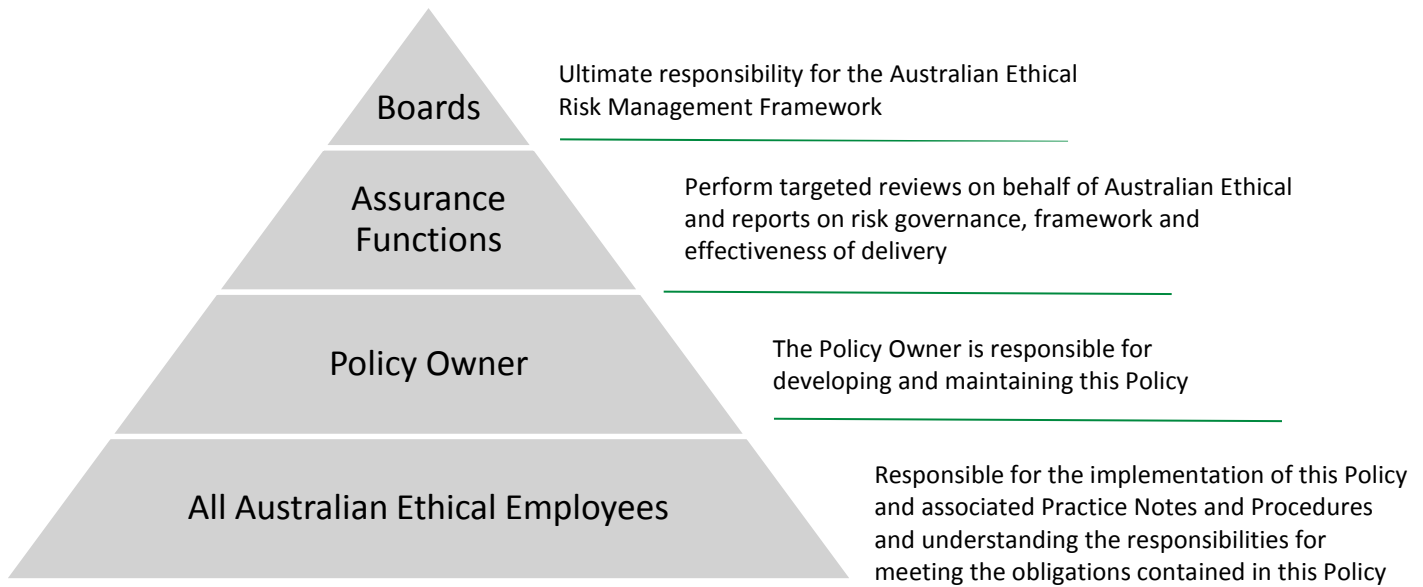 Boards
Ultimate responsibility for the Australian Ethical
Risk Management Framework
Assurance
Functions
Perform targeted reviews on behalf of Australian Ethical
and reports on risk governance, framework and
effectiveness of delivery
Policy Owner
The Policy Owner is responsible for
developing and maintaining this Policy
All Australian Ethical Employees
Responsible for the implementation of this Policy
and associated Practice Notes and Procedures
and understanding the responsibilities for
meeting the obligations contained in this Policy